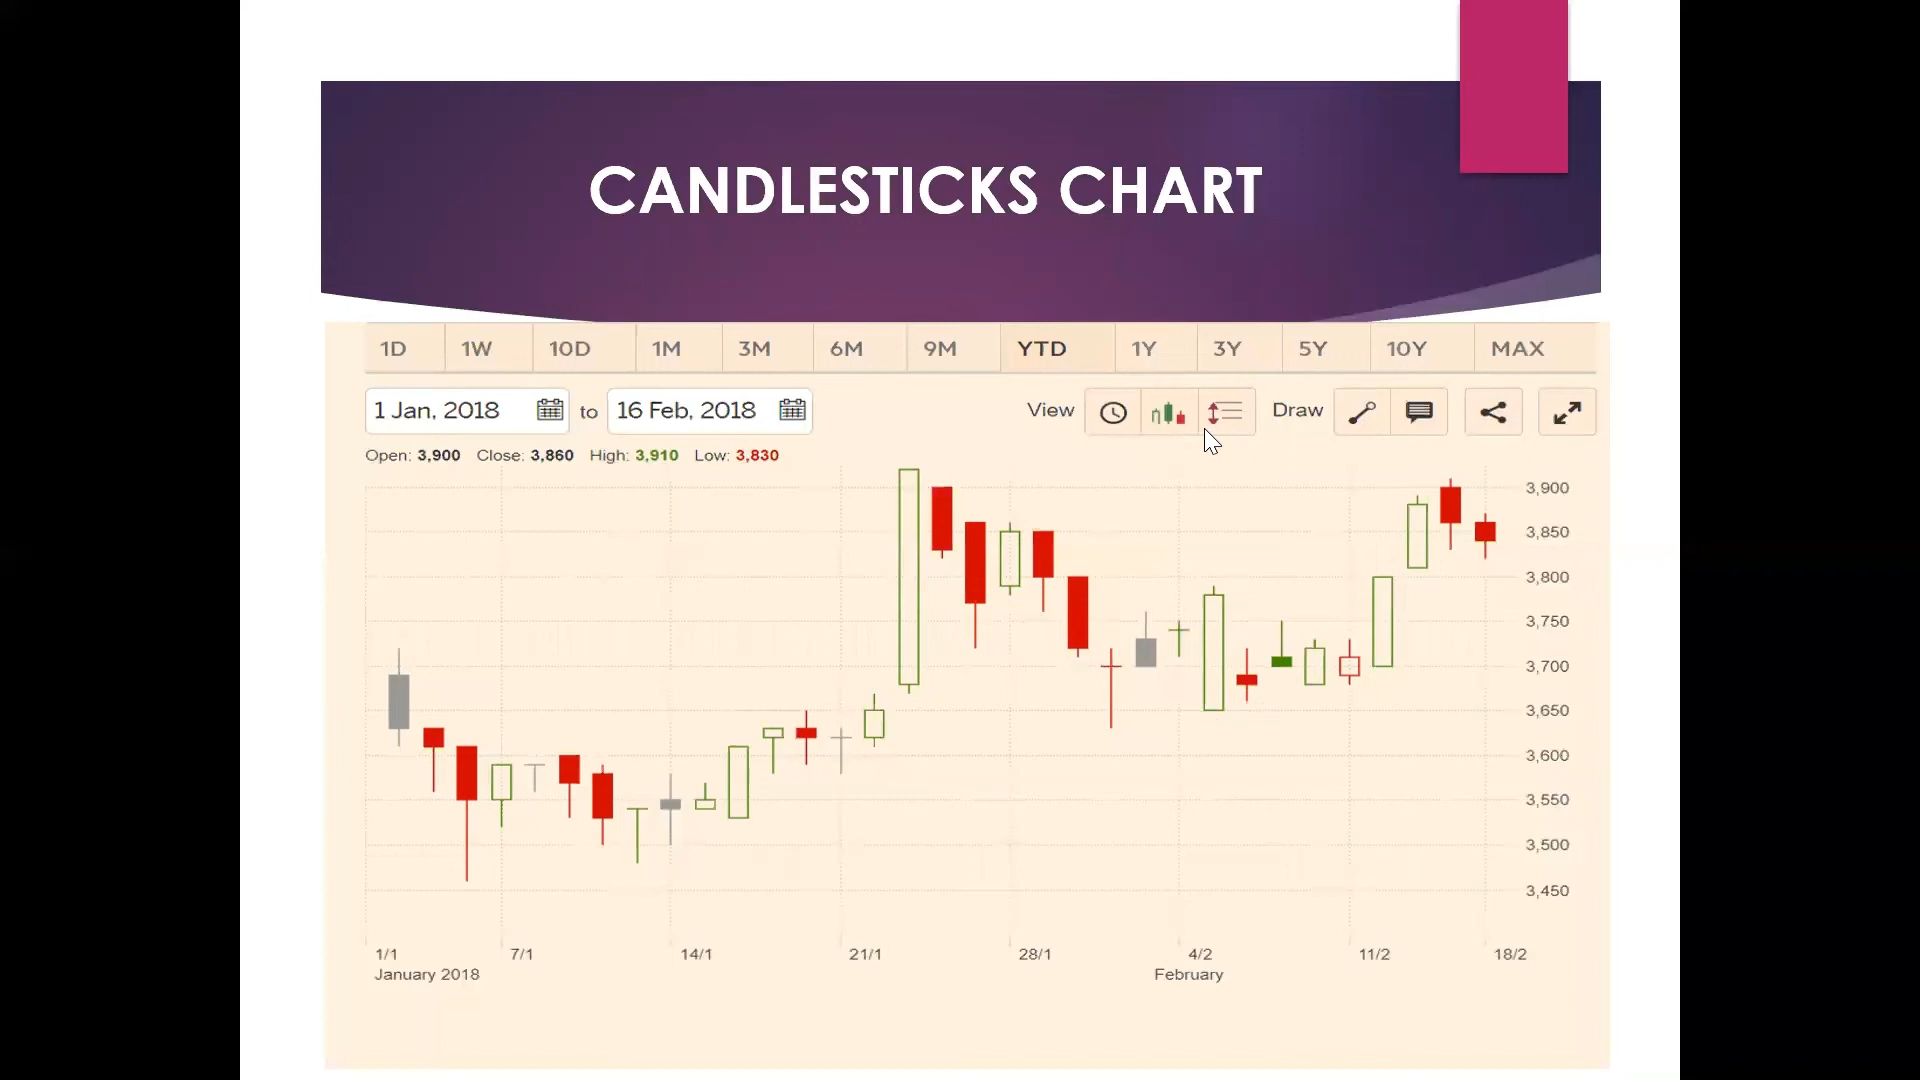 CANDLESTICKS CHART
1D 1W 10D 1M 3M 6M 9M YTD 1Y 3Y 5Y 10Y MAX
1 Jan, 2018 to 16 Feb, 2018 View Draw
Open: 3,900 Close: 3,860 High: 3,910 Low: 3,830
3,900
3,850
3,800
3,750
3,700
3,650
3,600
3,550
3,500
3,450
1/1 7/1 14/1 21/1 28/1 4/2 11/2 18/2
January 2018 February